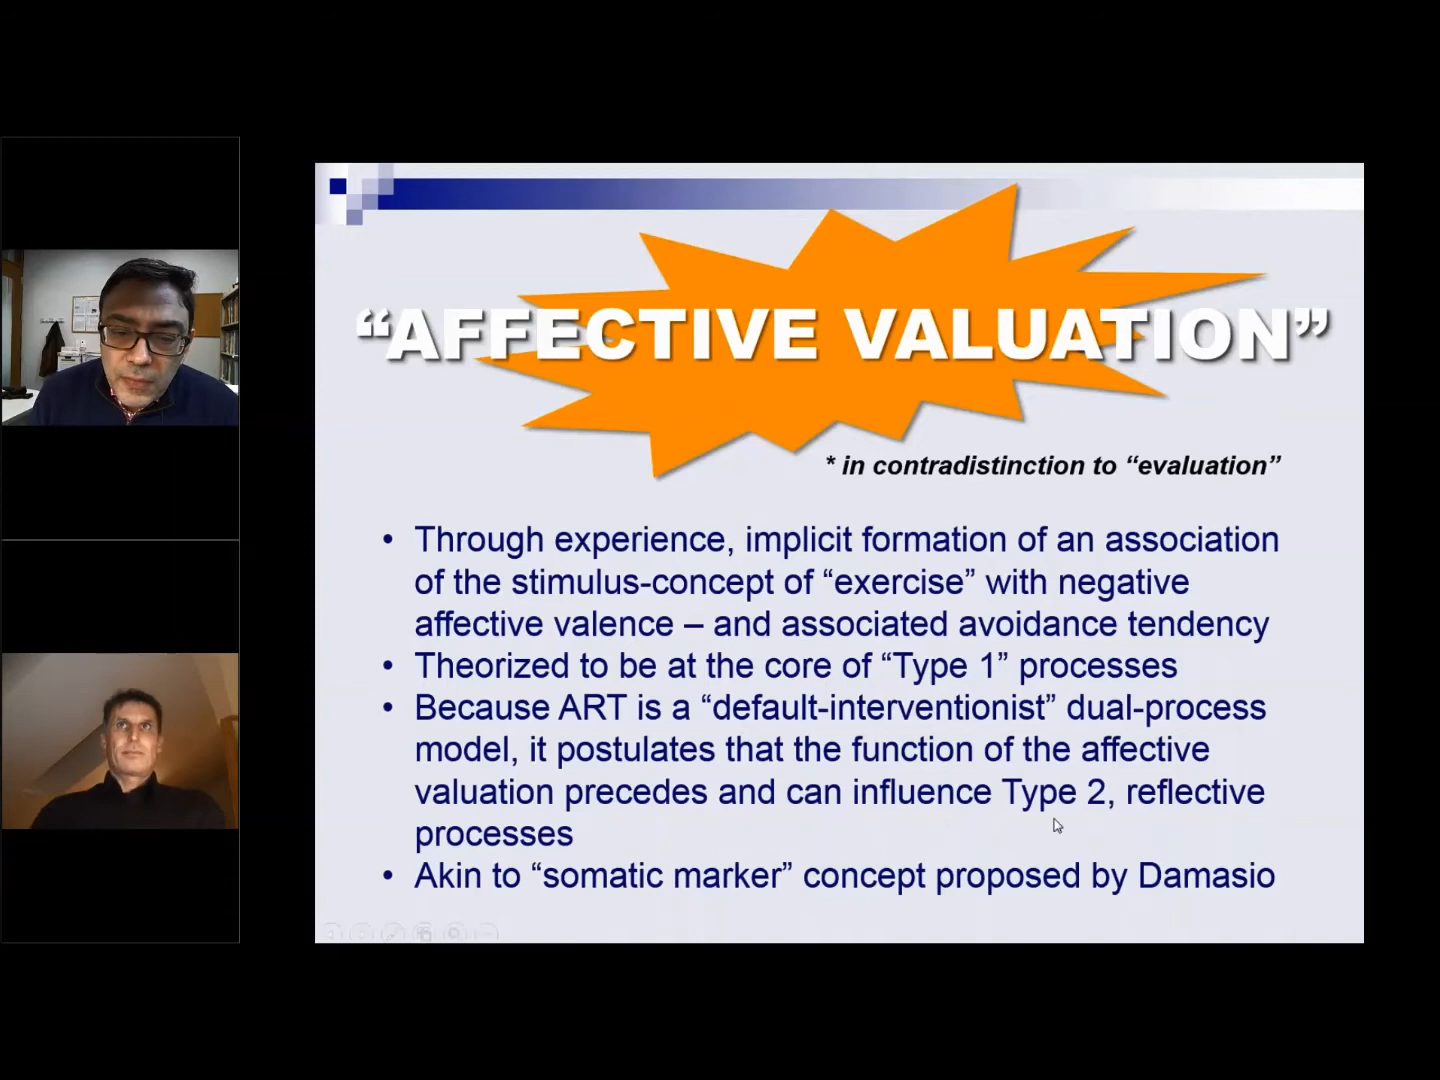 “AFFECTIVE VALUATION”
* in contradistinction to “evaluation”
• Through experience, implicit formation of an association
of the stimulus-concept of “exercise” with negative
affective valence – and associated avoidance tendency
• Theorized to be at the core of “Type 1” processes
• Because ART is a “default-interventionist” dual-process
model, it postulates that the function of the affective
valuation precedes and can influence Type 2, reflective
processes
• Akin to “somatic marker” concept proposed by Damasio